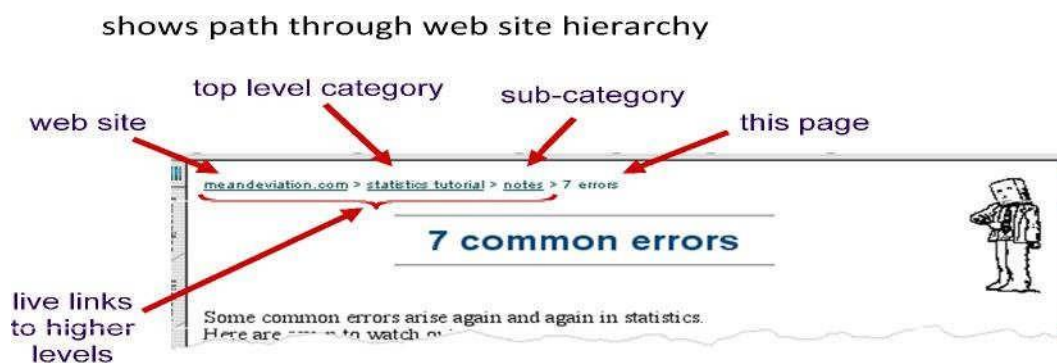 shows path through web site hierarchy
top level category
sub-category
web site
this page
meandeviation.com > statistics tutorial > notes > 7 errors
7 common errors
live links
to higher
levels
Some common errors arise again and again in statistics.
Here are to watch